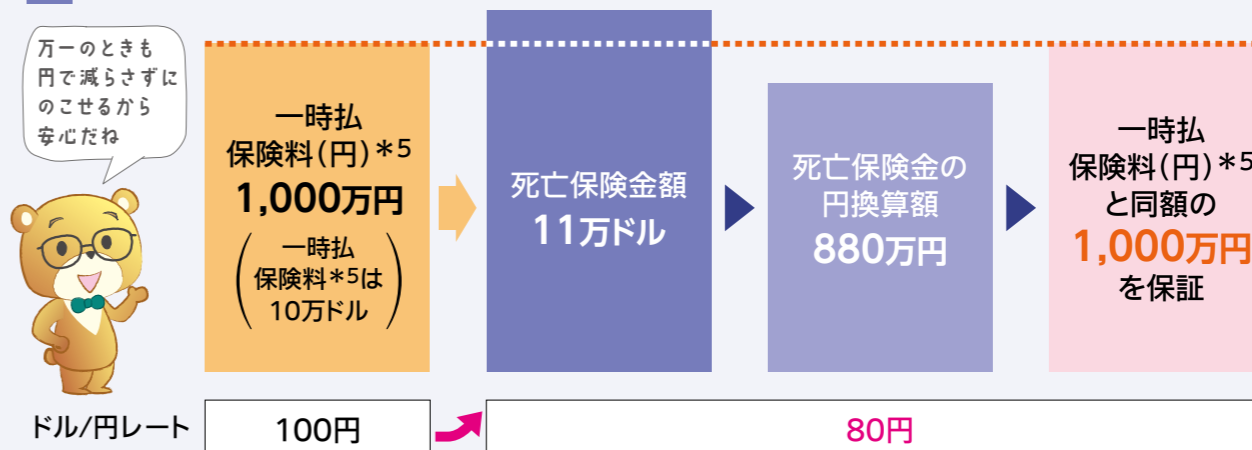 万一のときも
円で減らさずに
のこせるから
安心だね
一時払
保険料(円)*5
1,000万円
(一時払
保険料*5は
10万ドル)
死亡保険金額
11万ドル
死亡保険金の
円換算額
880万円
一時払
保険料(円)*5
と同額の
1,000万円
を保証
ドル/円レート
100円
80円